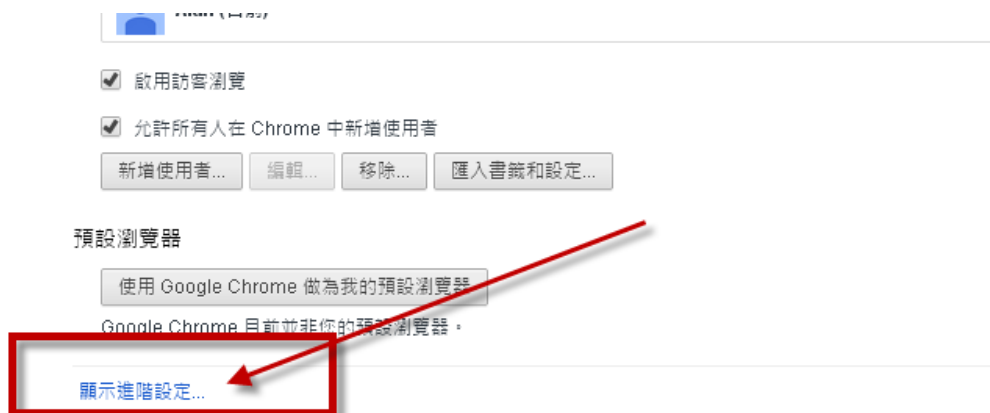 啟用訪客瀏覽
允許所有人在 Chrome 中新增使用者
新增使用者... 編輯... 移除... 匯入書籤和設定...
預設瀏覽器
使用 Google Chrome 做為我的預設瀏覽器
Google Chrome 目前並非您的預設瀏覽器。
顯示進階設定...